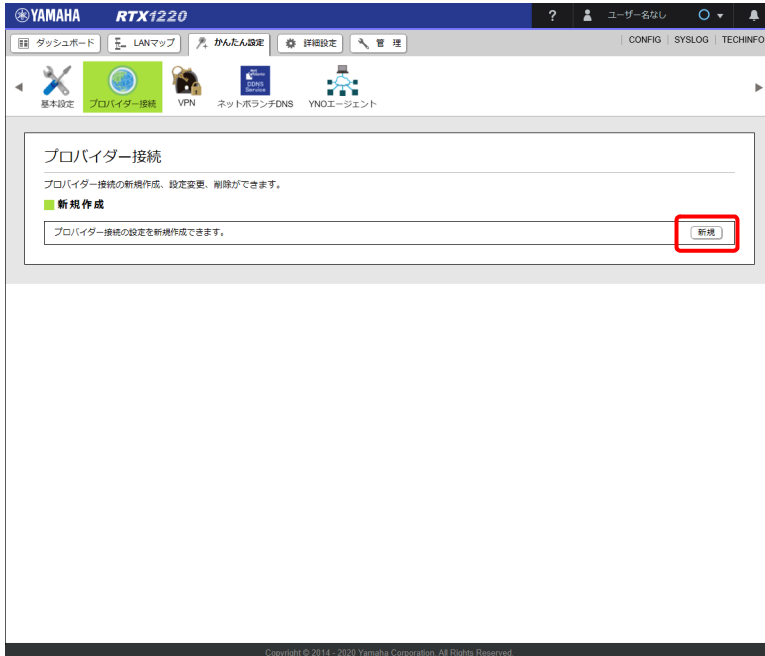 YAMAHA RTX1220 ? ユーザー名なし
ダッシュボード LANマップ かんたん設定 詳細設定 管 理 CONFIG SYSLOG TECHINFO
DDNS
Service
基本設定 プロバイダー接続 VPN ネットボランチDNS YNOエージェント
プロバイダー接続
プロバイダー接続の新規作成、設定変更、削除ができます。
新規作成
プロバイダー接続の設定を新規作成できます。 新規
Copyright © 2014 - 2020 Yamaha Corporation. All Rights Reserved.